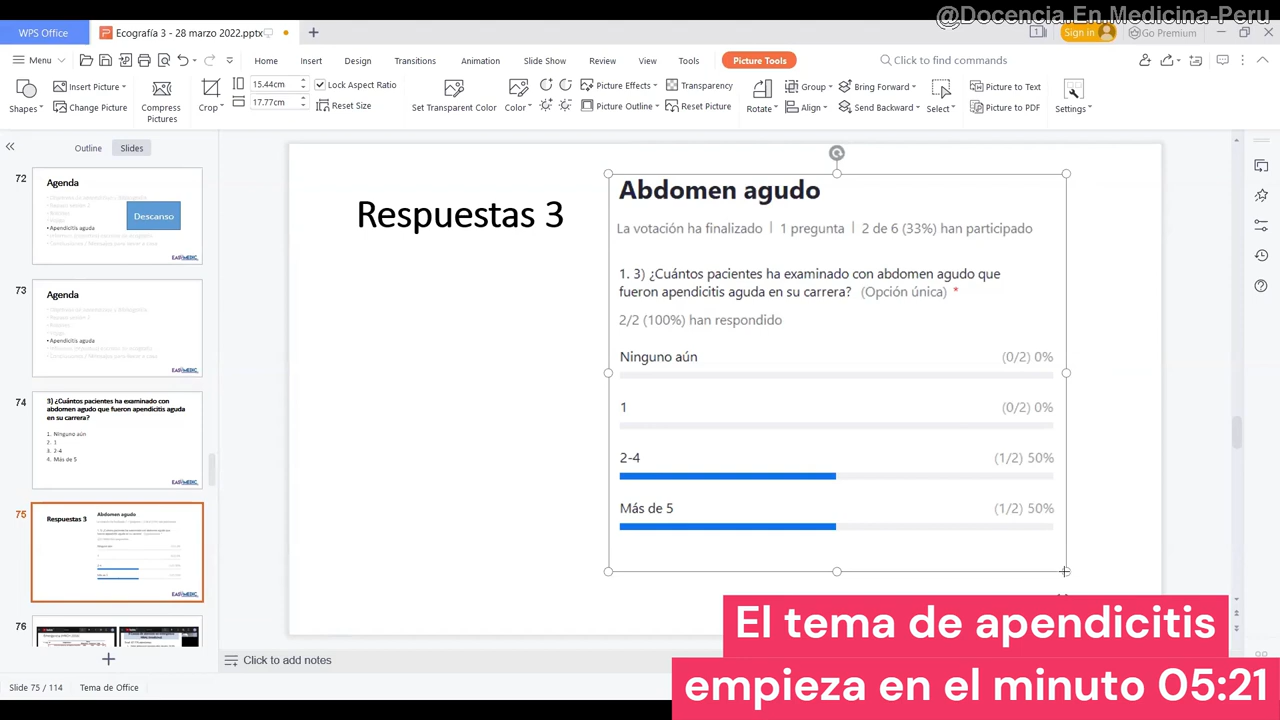 @Docencia En Medicina-Peru
WPS Office
Ecografía 3 - 28 marzo 2022.pptx
Sign in
Go Premium
Menu
Home
Insert
Design
Transitions
Animation
Slide Show
Review
View
Tools
Picture Tools
Click to find commands
Shapes
Insert Picture
Change Picture
Compress Pictures
Crop
15.44cm
17.77cm
Lock Aspect Ratio
Reset Size
Set Transparent Color
Color
Picture Effects
Picture Outline
Transparency
Reset Picture
Rotate
Group
Align
Bring Forward
Send Backward
Select
Picture to Text
Picture to PDF
Settings
Outline
Slides
72
Agenda
Descanso
Apendicitis aguda
EASYMEDIC
73
Agenda
Apendicitis aguda
EASYMEDIC
74
3) ¿Cuántos pacientes ha examinado con
abdomen agudo que fueron apendicitis aguda
en su carrera?
1. Ninguno aún
2. 1
3. 2-4
4. Más de 5
EASYMEDIC
75
Respuestas 3
Abdomen agudo
EASYMEDIC
76
Respuestas 3
Abdomen agudo
La votación ha finalizado | 1 pregunta | 2 de 6 (33%) han participado
1. 3) ¿Cuántos pacientes ha examinado con abdomen agudo que
fueron apendicitis aguda en su carrera? (Opción única) *
2/2 (100%) han respondido
Ninguno aún (0/2) 0%
1 (0/2) 0%
2-4 (1/2) 50%
Más de 5 (1/2) 50%
Click to add notes
Slide 75 / 114
Tema de Office
El tema de apendicitis
empieza en el minuto 05:21